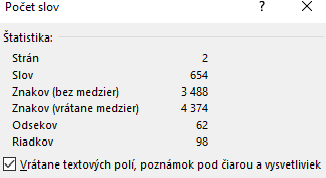 Počet slov ? ×
Štatistika:
Strán 2
Slov 654
Znakov (bez medzier) 3 488
Znakov (vrátane medzier) 4 374
Odsekov 62
Riadkov 98
Vrátane textových polí, poznámok pod čiarou a vysvetliviek